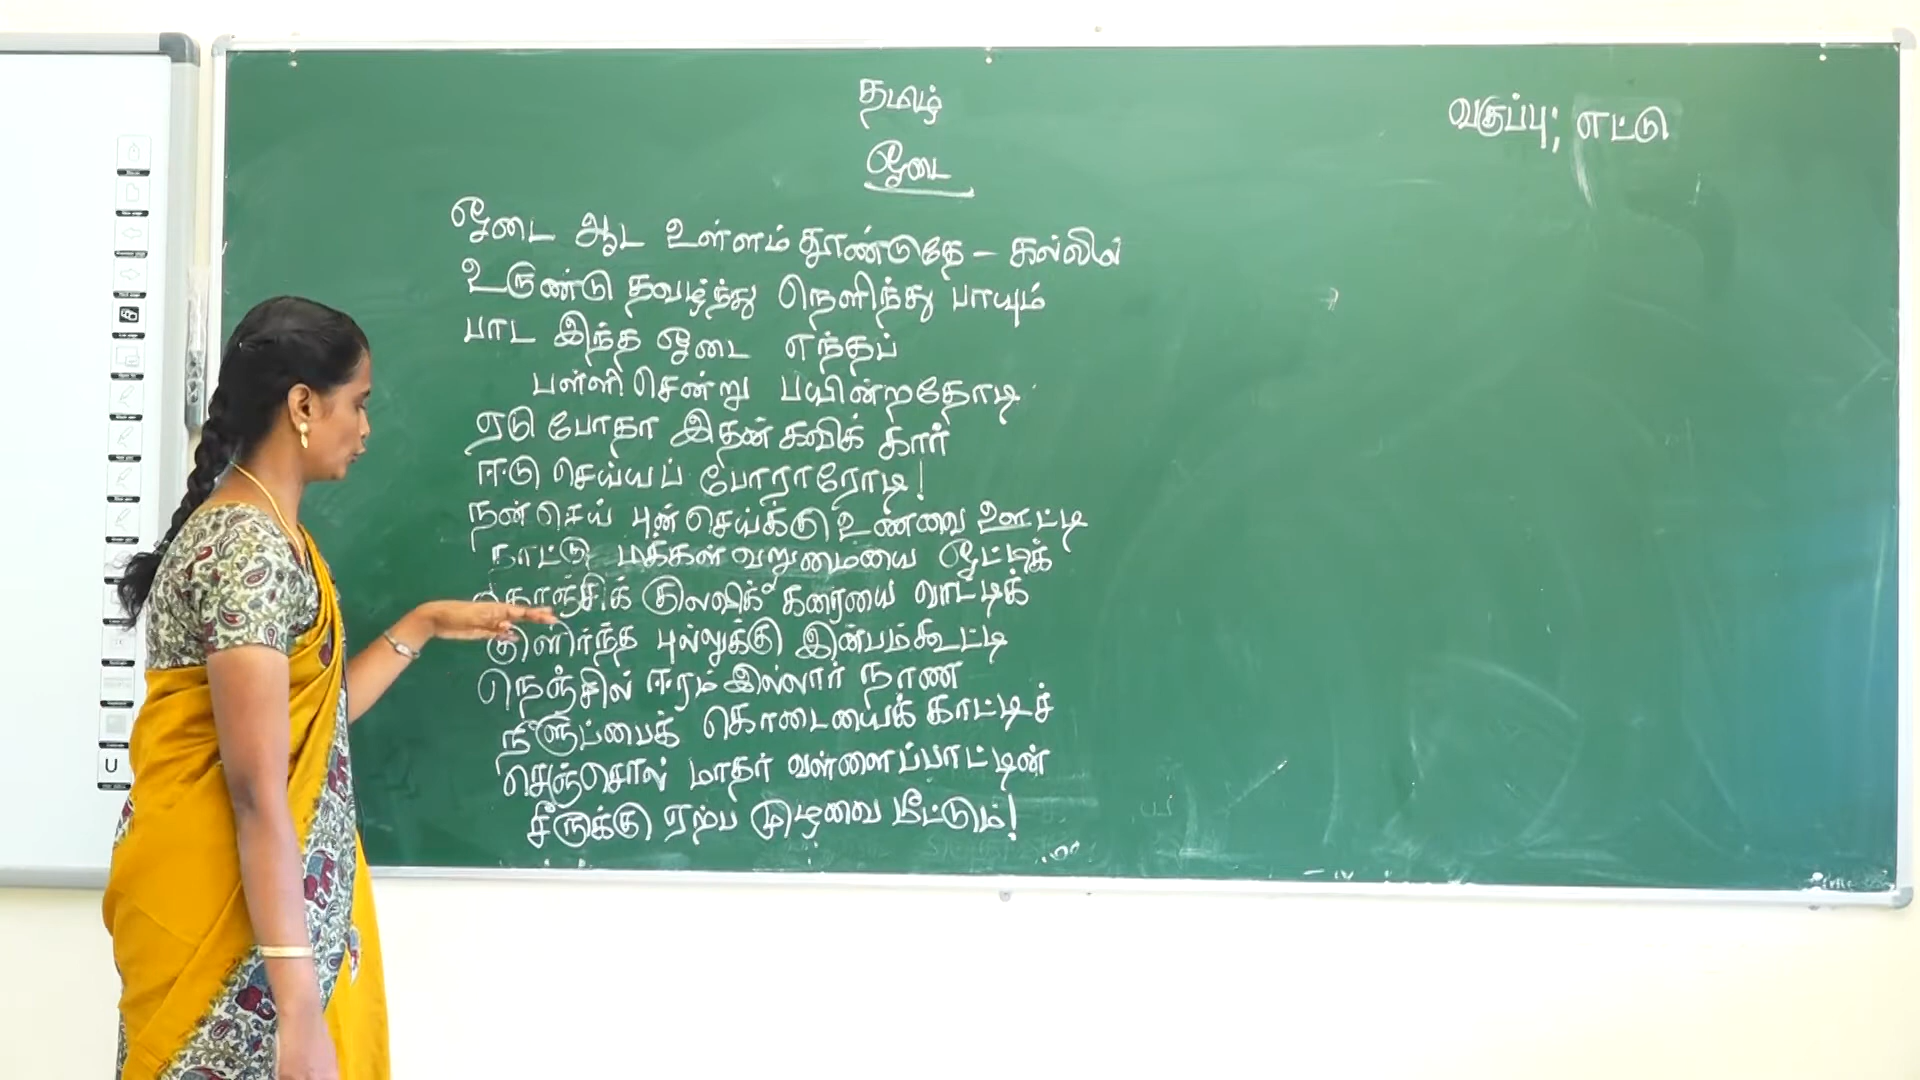 தமிழ்
வகுப்பு; எட்டு
ஓடை
ஓடை ஆட உள்ளம் தூண்டுதே - கல்லில்
உருண்டு தவழ்ந்து நெளிந்து பாயும்
பாட இந்த ஓடை எந்தப்
பள்ளி சென்று பயின்றதோடி
ஏடு போதா இதன் கவிக் கார்
ஈடு செய்யப் போராரோடி!
நன்செய் புன்செய்க்கு உணவை ஊட்டி
நாட்டு மக்கள் வறுமையை ஓட்டிக்
கொஞ்சிக் குலவிக் கரையை வாட்டிக்
குளிர்ந்த புல்லுக்கு இன்பம் கூட்டி
நெஞ்சில் ஈரம் இல்லார் நாண
நீளுப்பைக் கொடையைக் காட்டிச்
செஞ்சொல் மாதர் வள்ளைப்பாட்டின்
சீருக்கு ஏற்ப முழவை மீட்டும்!
U